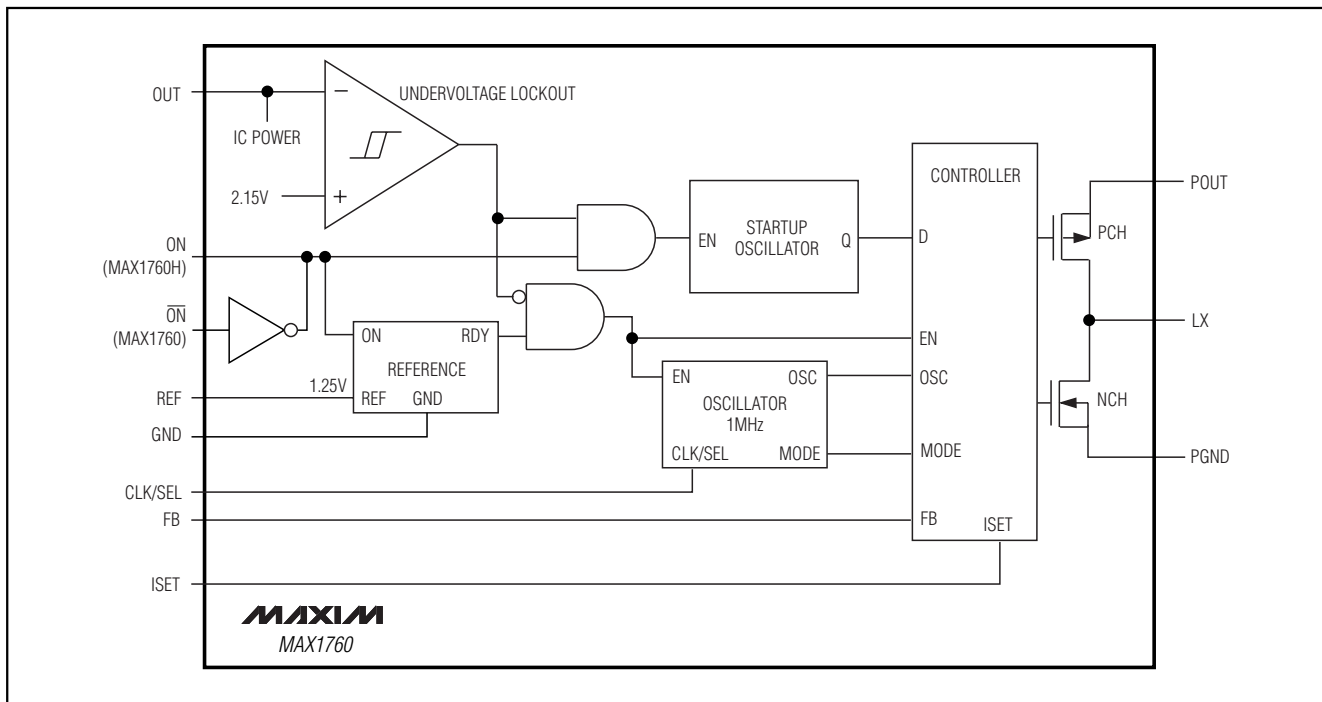 OUT
IC POWER
−
+
UNDERVOLTAGE LOCKOUT
2.15V
ON
(MAX1760H)
O̅N̅
(MAX1760)
EN
STARTUP
OSCILLATOR
Q
CONTROLLER
D
EN
OSC
MODE
FB
ISET
PCH
NCH
POUT
LX
PGND
ON
RDY
REFERENCE
1.25V
REF
GND
EN
OSC
OSCILLATOR
1MHz
CLK/SEL
MODE
REF
GND
CLK/SEL
FB
ISET
MAXIM
MAX1760